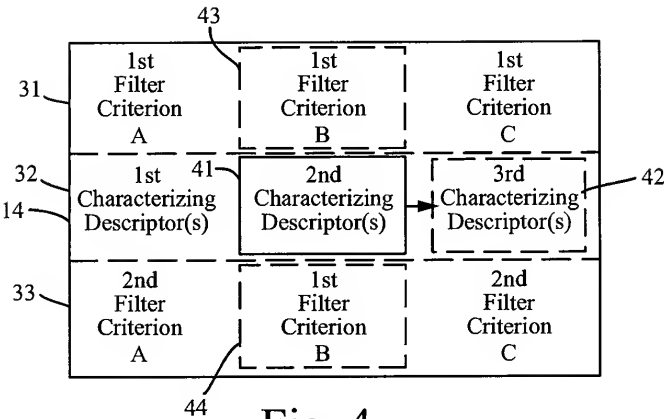 43
1st
Filter
Criterion
A
1st
Filter
Criterion
B
1st
Filter
Criterion
C
31
32
14
1st
Characterizing
Descriptor(s)
41
2nd
Characterizing
Descriptor(s)
3rd
Characterizing
Descriptor(s)
42
33
2nd
Filter
Criterion
A
1st
Filter
Criterion
B
2nd
Filter
Criterion
C
44
Fig. 4